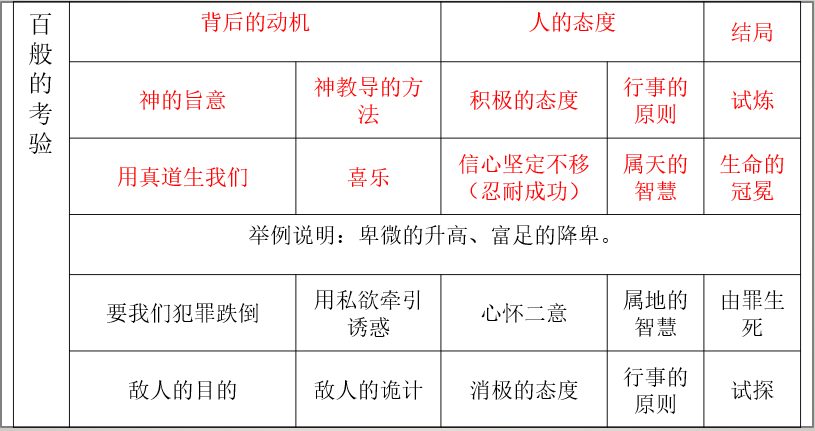 百
般
的
考
验
背后的动机
人的态度
结局
神的旨意
神教导的方
法
积极的态度
行事的
原则
试炼
用真道生我们
喜乐
信心坚定不移
（忍耐成功）
属天的
智慧
生命的
冠冕
举例说明：卑微的升高、富足的降卑。
要我们犯罪跌倒
用私欲牵引
诱惑
心怀二意
属地的
智慧
由罪生
死
敌人的目的
敌人的诡计
消极的态度
行事的
原则
试探